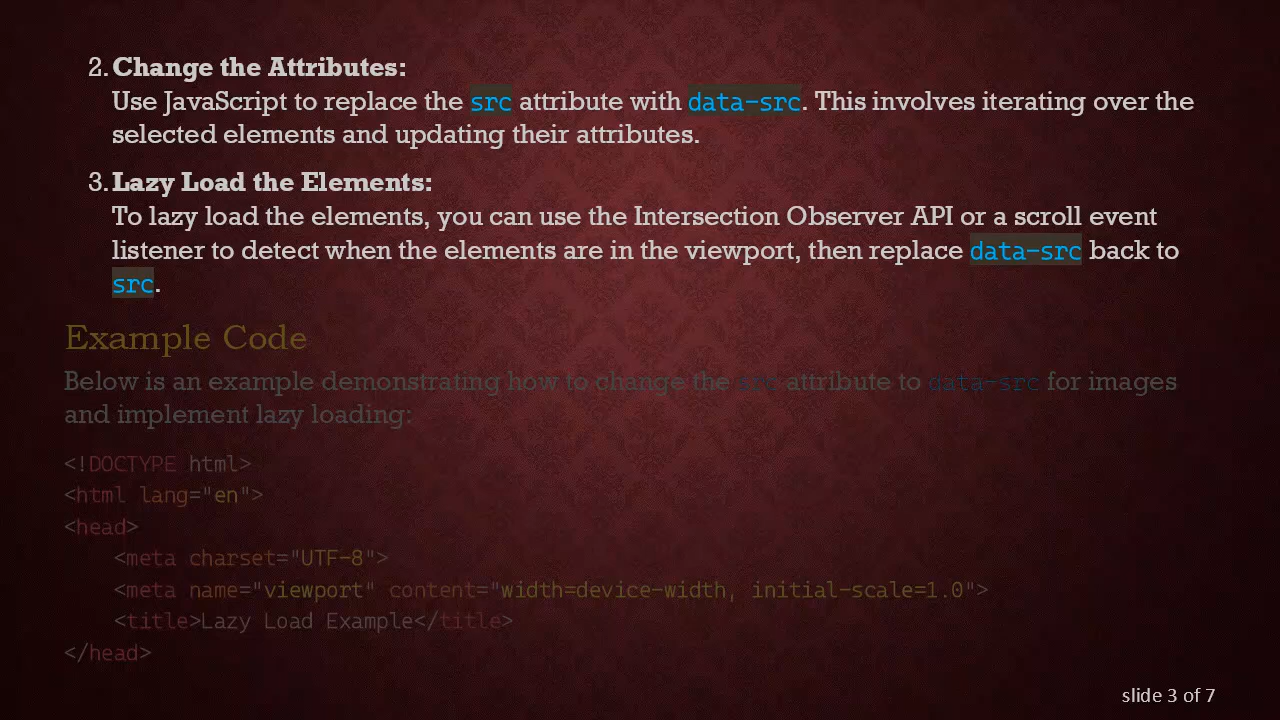 2. Change the Attributes:
Use JavaScript to replace the src attribute with data-src. This involves iterating over the
selected elements and updating their attributes.
3. Lazy Load the Elements:
To lazy load the elements, you can use the Intersection Observer API or a scroll event
listener to detect when the elements are in the viewport, then replace data-src back to
src.
Example Code
Below is an example demonstrating how to change the src attribute to data-src for images
and implement lazy loading:
<!DOCTYPE html>
<html lang="en">
<head>
    <meta charset="UTF-8">
    <meta name="viewport" content="width=device-width, initial-scale=1.0">
    <title>Lazy Load Example</title>
</head>
slide 3 of 7